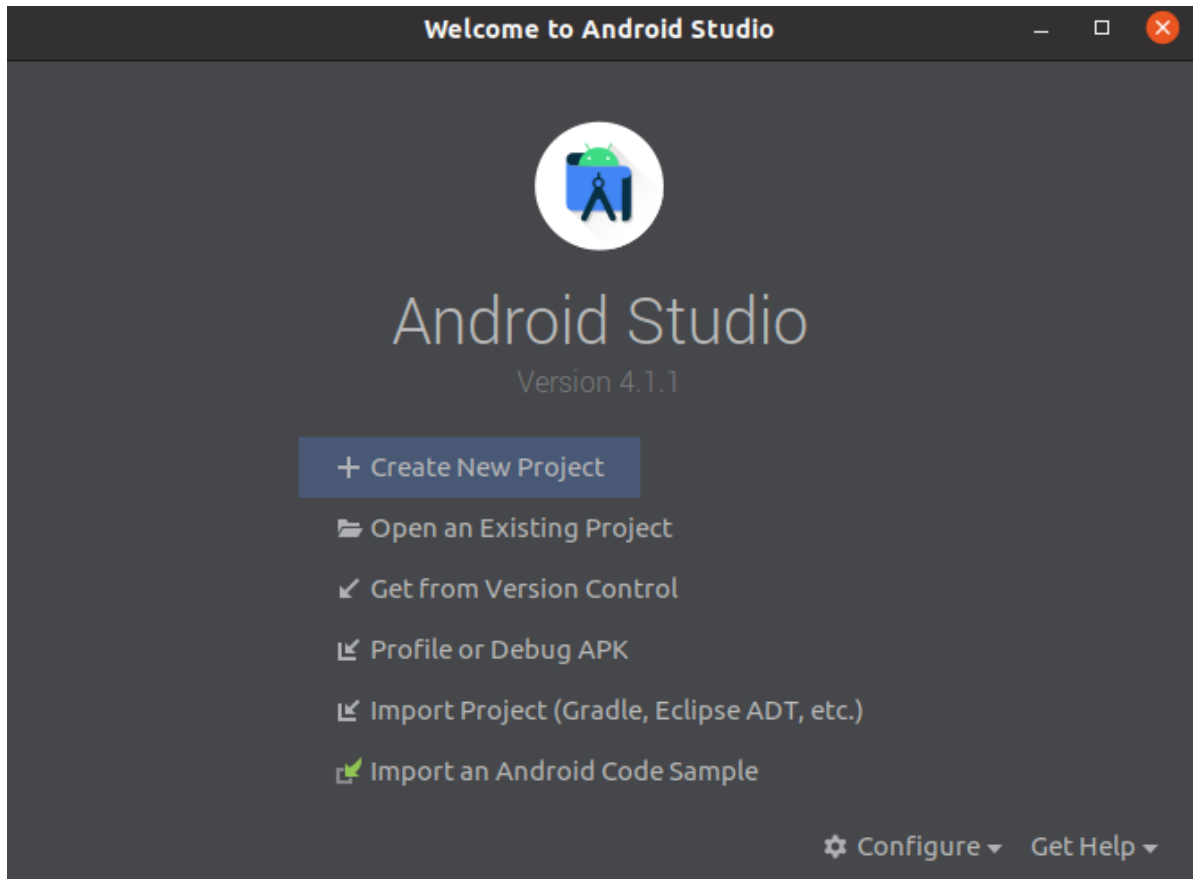 Welcome to Android Studio
Android Studio
Version 4.1.1
+ Create New Project
Open an Existing Project
Get from Version Control
Profile or Debug APK
Import Project (Gradle, Eclipse ADT, etc.)
Import an Android Code Sample
Configure Get Help